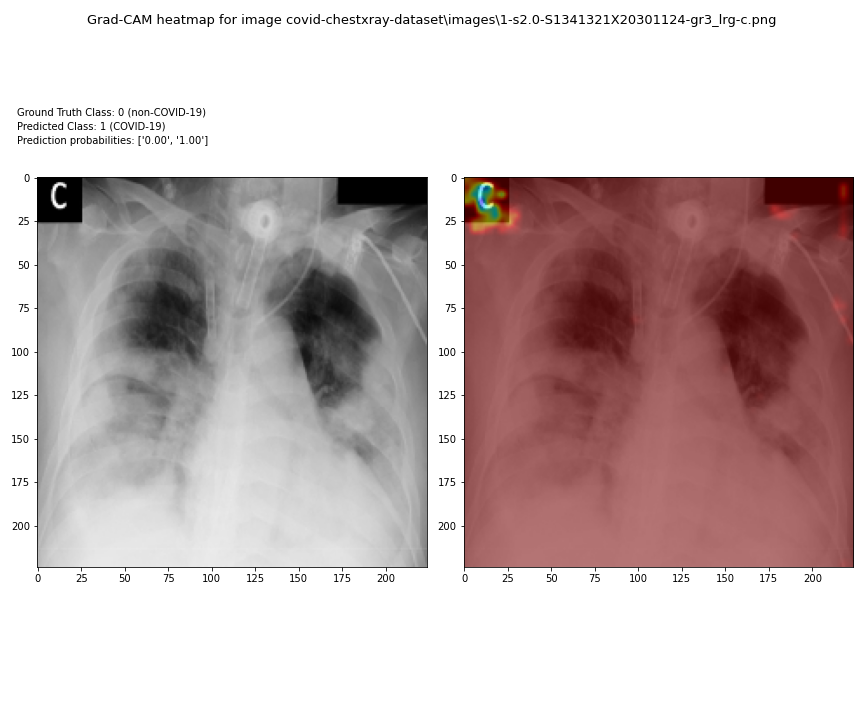 Grad-CAM heatmap for image covid-chestxray-dataset\images\1-s2.0-S1341321X20301124-gr3_lrg-c.png
Ground Truth Class: 0 (non-COVID-19)
Predicted Class: 1 (COVID-19)
Prediction probabilities: ['0.00', '1.00']
C
C
0
25
50
75
100
125
150
175
200
0 25 50 75 100 125 150 175 200
0
25
50
75
100
125
150
175
200
0 25 50 75 100 125 150 175 200